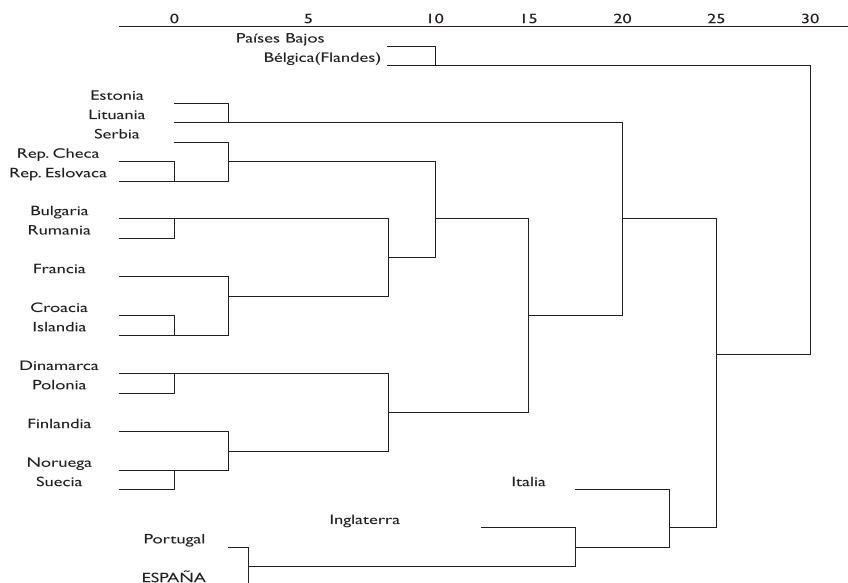 0 5 10 15 20 25 30
Países Bajos
Bélgica(Flandes)
Estonia
Lituania
Serbia
Rep. Checa
Rep. Eslovaca
Bulgaria
Rumania
Francia
Croacia
Islandia
Dinamarca
Polonia
Finlandia
Noruega
Suecia
Italia
Inglaterra
Portugal
ESPAÑA